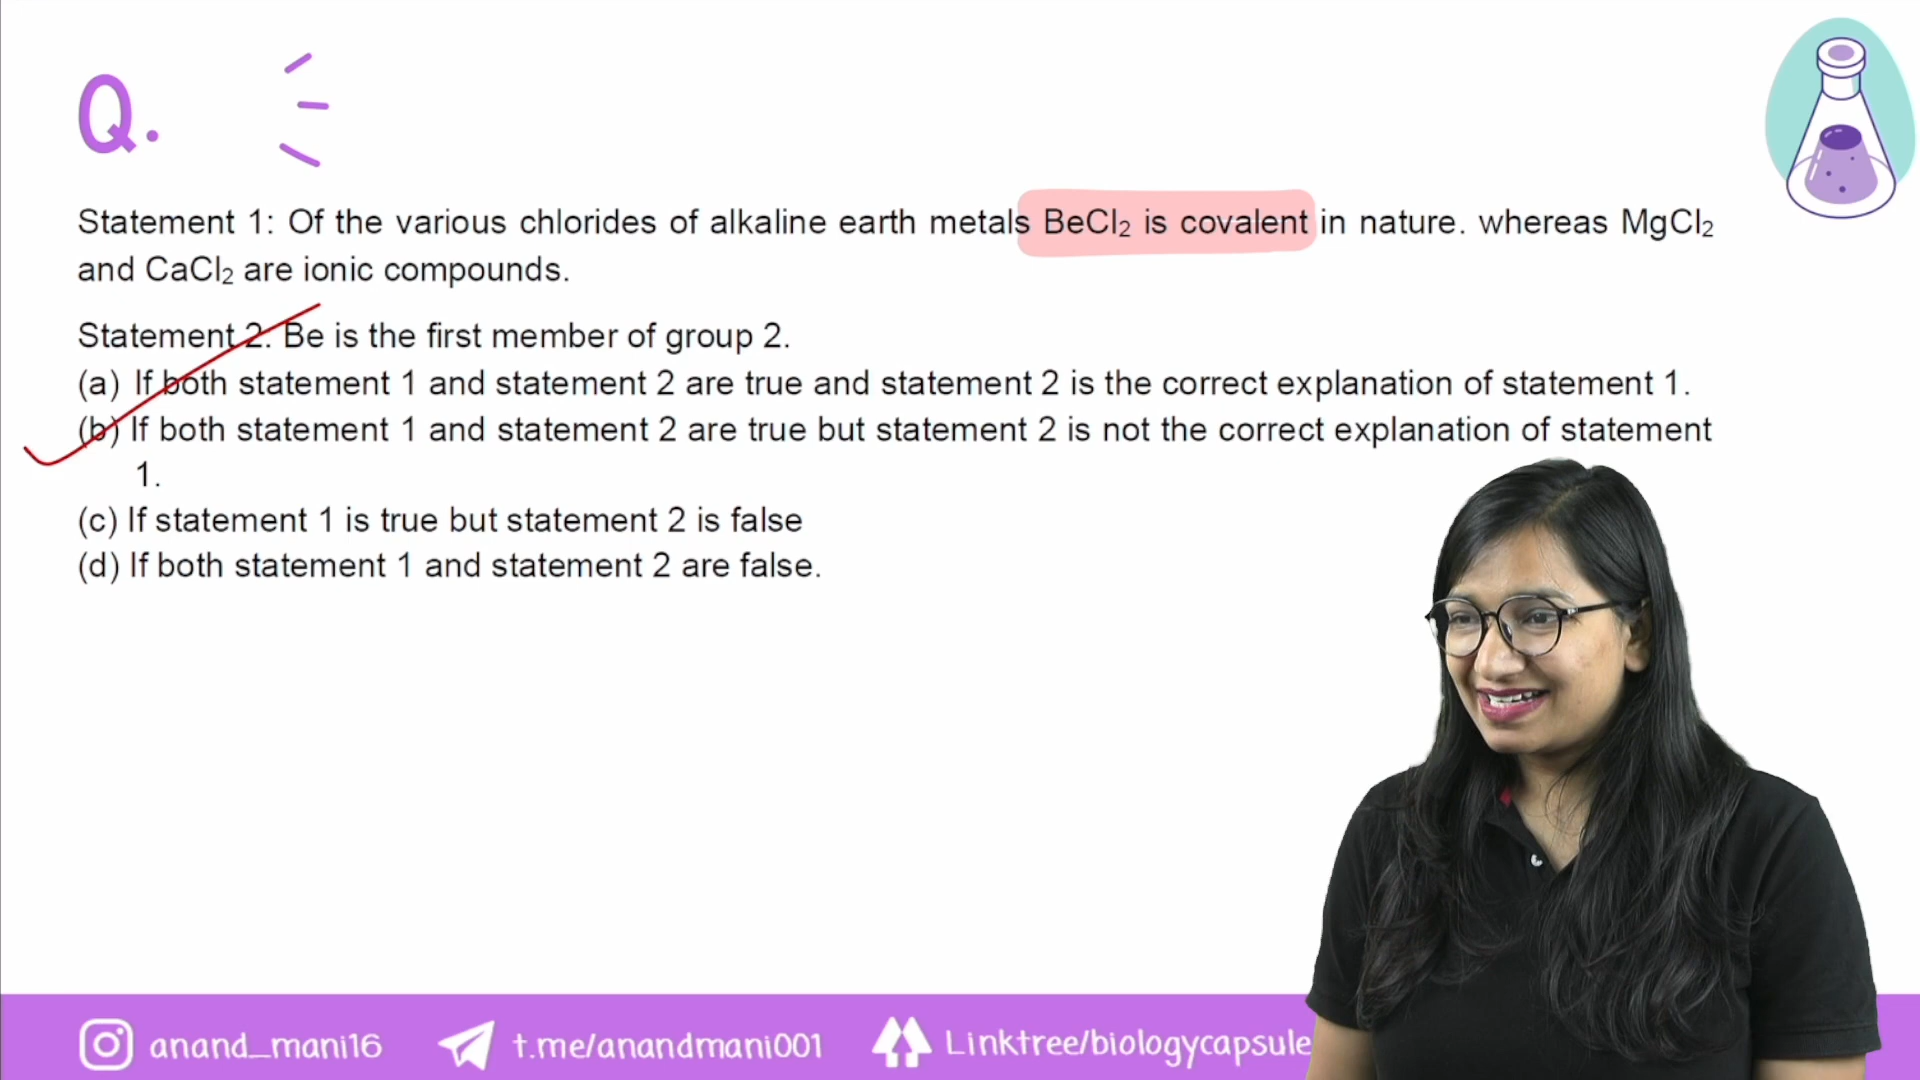 Q.
Statement 1: Of the various chlorides of alkaline earth metals BeCl₂ is covalent in nature. whereas MgCl₂
and CaCl₂ are ionic compounds.
Statement 2: Be is the first member of group 2.
(a) If both statement 1 and statement 2 are true and statement 2 is the correct explanation of statement 1.
(b) If both statement 1 and statement 2 are true but statement 2 is not the correct explanation of statement
1.
(c) If statement 1 is true but statement 2 is false
(d) If both statement 1 and statement 2 are false.
anand_mani16 t.me/anandmani001 Linktree/biologycapsule